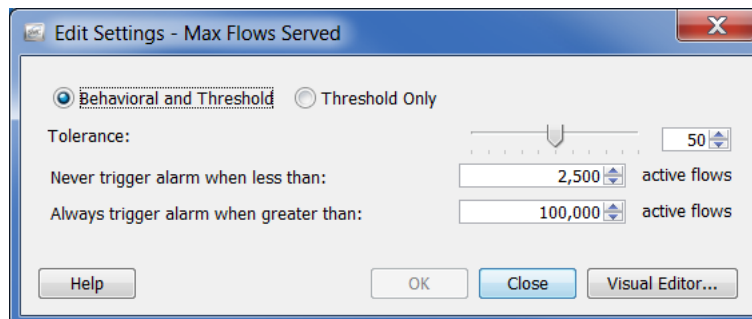 Edit Settings - Max Flows Served
X
Behavioral and Threshold Threshold Only
Tolerance: 50
Never trigger alarm when less than: 2,500 active flows
Always trigger alarm when greater than: 100,000 active flows
Help OK Close Visual Editor...